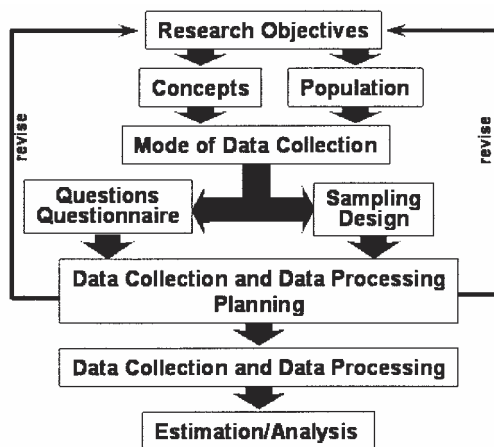 Research Objectives
Concepts
Population
Mode of Data Collection
Questions
Questionnaire
Sampling
Design
Data Collection and Data Processing
Planning
Data Collection and Data Processing
Estimation/Analysis
revise
revise